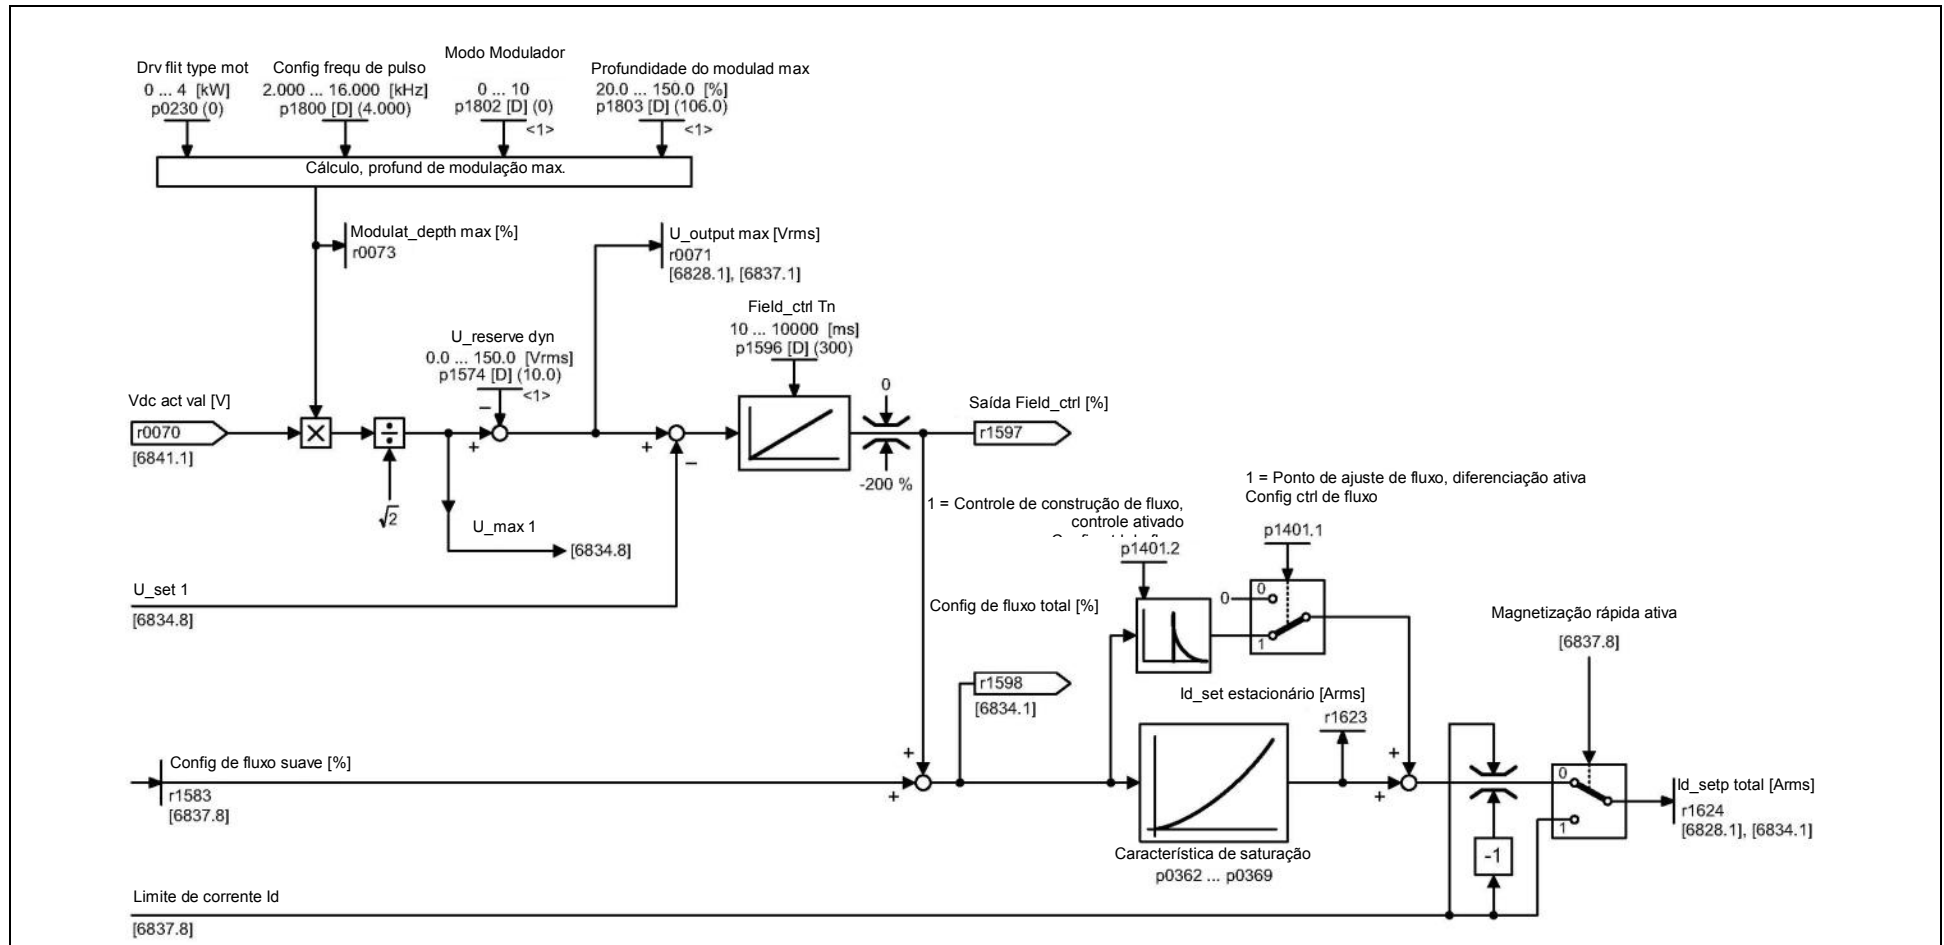 Modo Modulador
Drv flit type mot
Config frequ de pulso
Profundidade do modulad max
0 ... 4 [kW]
2.000 ... 16.000 [kHz]
0 ... 10
20.0 ... 150.0 [%]
p0230 (0)
p1800 [D] (4.000)
p1802 [D] (0)
p1803 [D] (106.0)
<1>
<1>
Cálculo, profund de modulação max.
Modulat_depth max [%]
r0073
U_output max [Vrms]
r0071
[6828.1], [6837.1]
Field_ctrl Tn
10 ... 10000 [ms]
p1596 [D] (300)
U_reserve dyn
0.0 ... 150.0 [Vrms]
p1574 [D] (10.0)
<1>
Vdc act val [V]
r0070
[6841.1]
×
÷
√2
–
+
+
–
0
-200 %
Saída Field_ctrl [%]
r1597
U_max 1
[6834.8]
1 = Controle de construção de fluxo,
controle ativado
p1401.2
1 = Ponto de ajuste de fluxo, diferenciação ativa
Config ctrl de fluxo
p1401.1
U_set 1
[6834.8]
Config de fluxo total [%]
0
0
1
Magnetização rápida ativa
[6837.8]
r1598
[6834.1]
Id_set estacionário [Arms]
r1623
Config de fluxo suave [%]
r1583
[6837.8]
+
+
+
+
0
1
Id_setp total [Arms]
r1624
[6828.1], [6834.1]
-1
Característica de saturação
p0362 ... p0369
Limite de corrente Id
[6837.8]